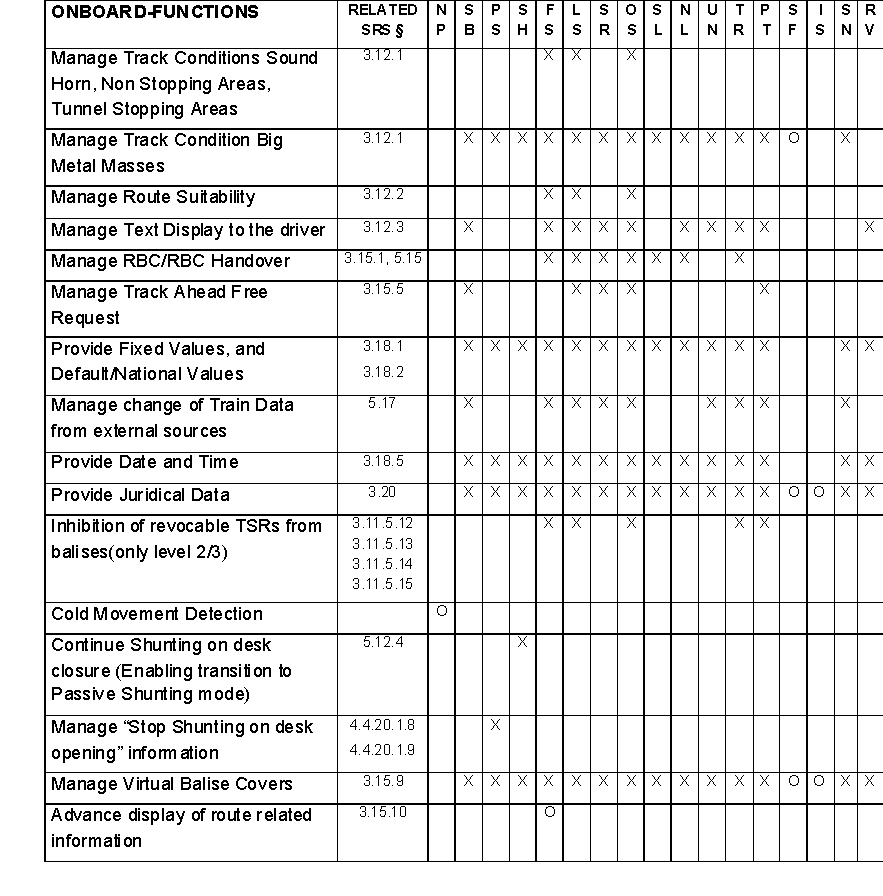 ONBOARD-FUNCTIONS RELATED SRS § NP SB PS SH FS LS SR OS SL NL UN TR PT SF IS SN RV
Manage Track Conditions Sound 3.12.1 X X X
Horn, Non Stopping Areas,
Tunnel Stopping Areas
Manage Track Condition Big 3.12.1 X X X X X X X X X X X X O X
Metal Masses
Manage Route Suitability 3.12.2 X X X
Manage Text Display to the driver 3.12.3 X X X X X X X X X X
Manage RBC/RBC Handover 3.15.1, 5.15 X X X X X X X
Manage Track Ahead Free 3.15.5 X X X X X
Request
Provide Fixed Values, and 3.18.1 X X X X X X X X X X X X X X
Default/National Values 3.18.2
Manage change of Train Data 5.17 X X X X X X X X X
from external sources
Provide Date and Time 3.18.5 X X X X X X X X X X X X X X
Provide Juridical Data 3.20 X X X X X X X X X X X X O O X X
Inhibition of revocable TSRs from 3.11.5.12 X X X X X
balises(only level 2/3) 3.11.5.13
3.11.5.14
3.11.5.15
Cold Movement Detection O
Continue Shunting on desk 5.12.4 X
closure (Enabling transition to
Passive Shunting mode)
Manage “Stop Shunting on desk 4.4.20.1.8 X
opening” information 4.4.20.1.9
Manage Virtual Balise Covers 3.15.9 X X X X X X X X X X X X O O X X
Advance display of route related 3.15.10 O
information